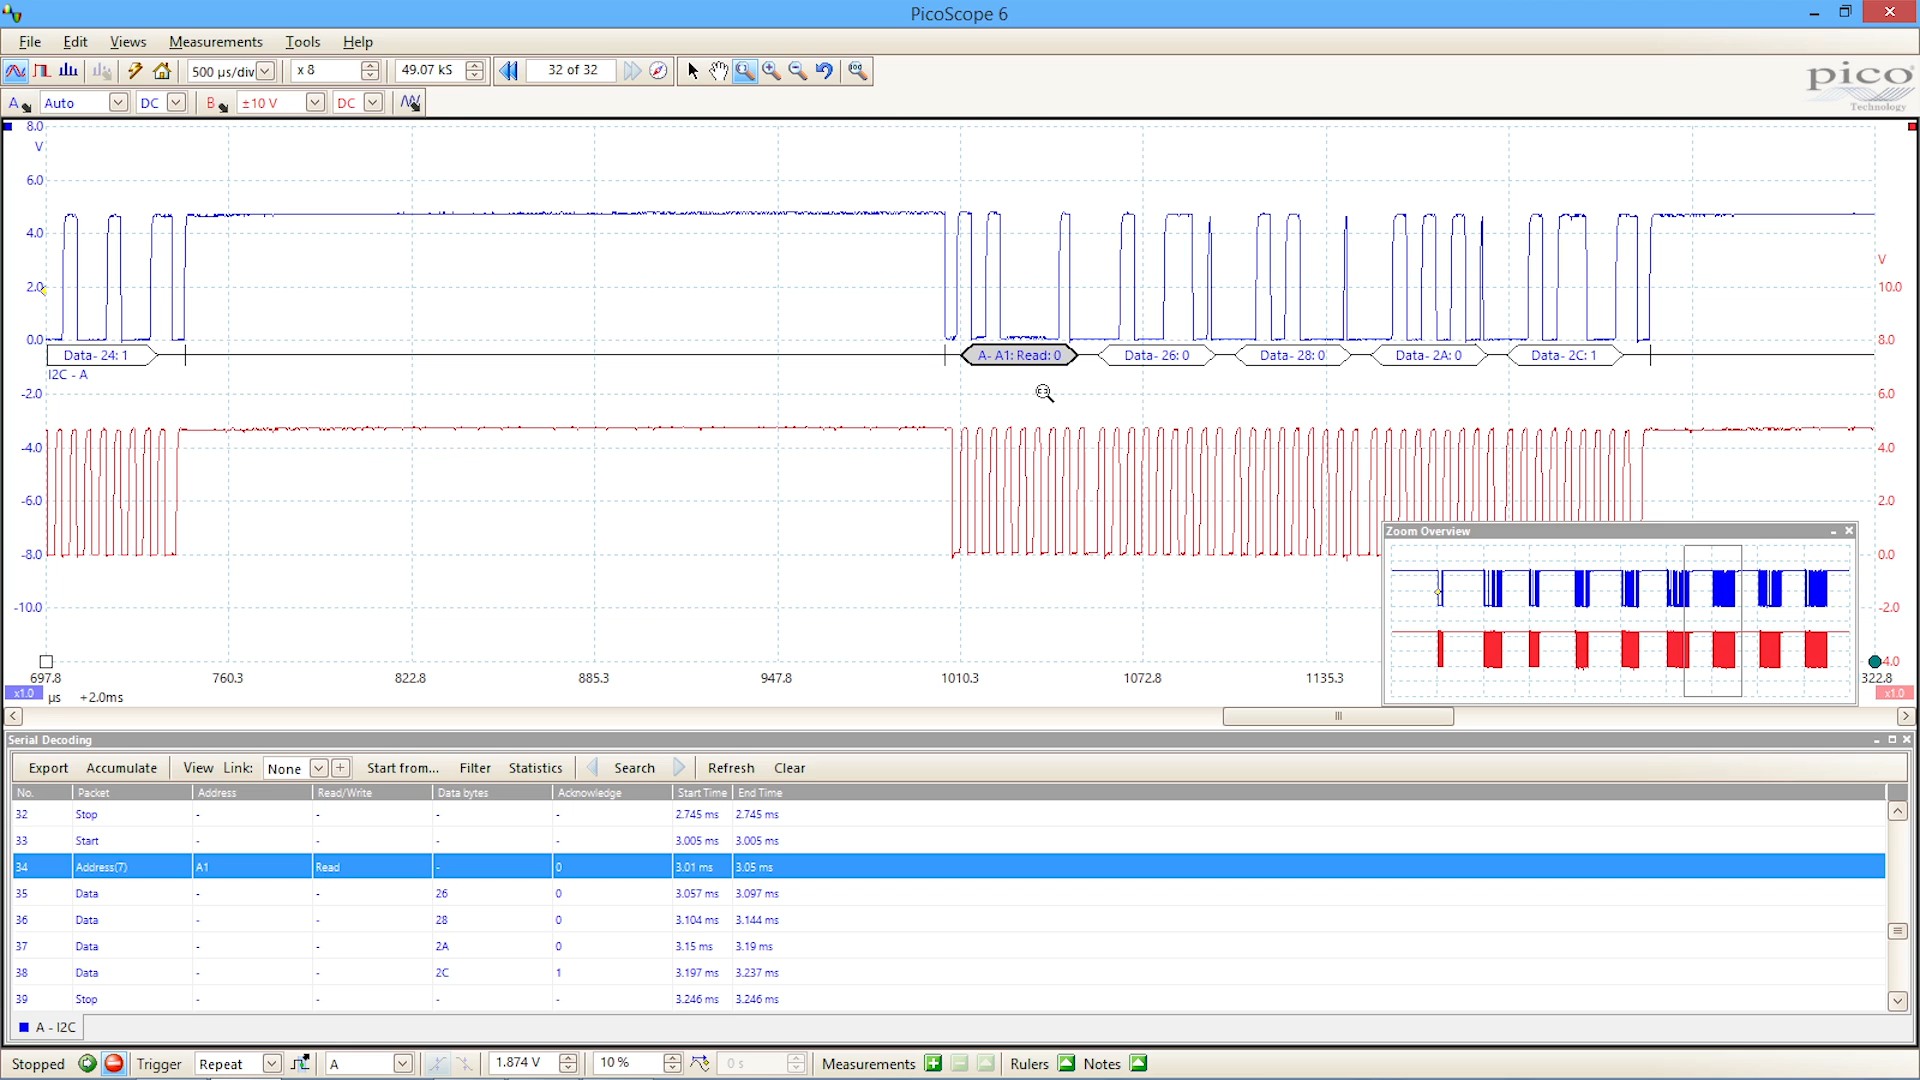 PicoScope 6
File Edit Views Measurements Tools Help
500 µs/div x 8 49.07 kS 32 of 32
pico
Technology
A Auto DC B ±10 V DC
8.0
V
6.0
4.0
2.0
0.0
-2.0
-4.0
-6.0
-8.0
-10.0
V
10.0
8.0
6.0
4.0
2.0
0.0
-2.0
-4.0
Data- 24: 1 A- A1: Read: 0 Data- 26: 0 Data- 28: 0 Data- 2A: 0 Data- 2C: 1
I2C - A
Zoom Overview
697.8 760.3 822.8 885.3 947.8 1010.3 1072.8 1135.3 322.8
x1.0 µs +2.0ms x1.0
Serial Decoding
Export Accumulate View Link: None Start from... Filter Statistics Search Refresh Clear
No. Packet Address Read/Write Data bytes Acknowledge Start Time End Time
32 Stop - - - - 2.745 ms 2.745 ms
33 Start - - - - 3.005 ms 3.005 ms
34 Address(7) A1 Read - 0 3.01 ms 3.05 ms
35 Data - - 26 0 3.057 ms 3.097 ms
36 Data - - 28 0 3.104 ms 3.144 ms
37 Data - - 2A 0 3.15 ms 3.19 ms
38 Data - - 2C 1 3.197 ms 3.237 ms
39 Stop - - - - 3.246 ms 3.246 ms
A - I2C
Stopped Trigger Repeat A 1.874 V 10 % 0 s Measurements Rulers Notes